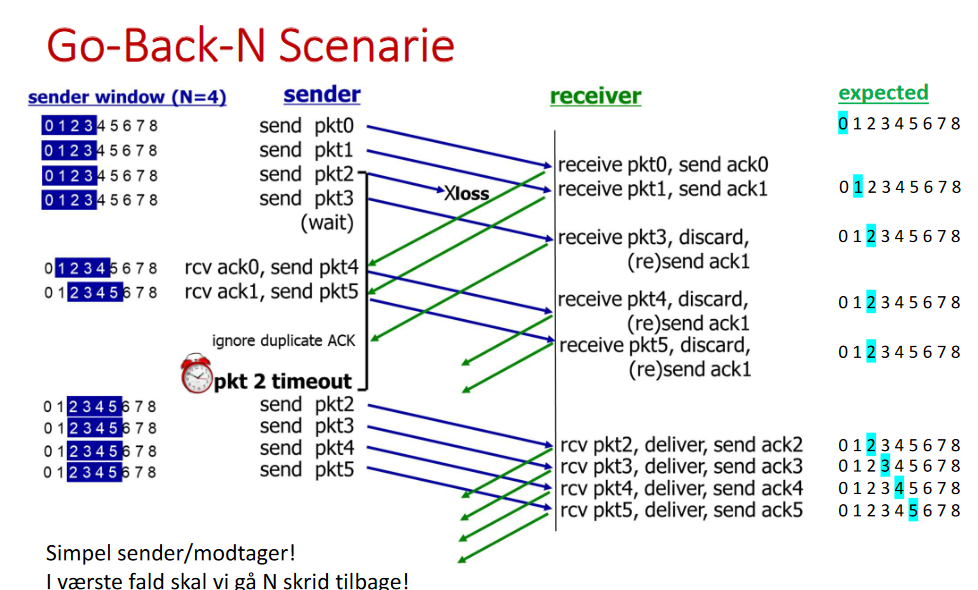 Go-Back-N Scenarie
sender window (N=4) sender receiver expected
0 1 2 3 4 5 6 7 8 send pkt0 0 1 2 3 4 5 6 7 8
0 1 2 3 4 5 6 7 8 send pkt1
receive pkt0, send ack0
0 1 2 3 4 5 6 7 8 send pkt2 Xloss receive pkt1, send ack1 0 1 2 3 4 5 6 7 8
0 1 2 3 4 5 6 7 8 send pkt3
(wait)
receive pkt3, discard, 0 1 2 3 4 5 6 7 8
(re)send ack1
0 1 2 3 4 5 6 7 8 rcv ack0, send pkt4
0 1 2 3 4 5 6 7 8 rcv ack1, send pkt5
receive pkt4, discard, 0 1 2 3 4 5 6 7 8
(re)send ack1
ignore duplicate ACK
receive pkt5, discard, 0 1 2 3 4 5 6 7 8
(re)send ack1
pkt 2 timeout
0 1 2 3 4 5 6 7 8 send pkt2
0 1 2 3 4 5 6 7 8 send pkt3
0 1 2 3 4 5 6 7 8 send pkt4
0 1 2 3 4 5 6 7 8 send pkt5
rcv pkt2, deliver, send ack2 0 1 2 3 4 5 6 7 8
rcv pkt3, deliver, send ack3 0 1 2 3 4 5 6 7 8
rcv pkt4, deliver, send ack4 0 1 2 3 4 5 6 7 8
rcv pkt5, deliver, send ack5 0 1 2 3 4 5 6 7 8
Simpel sender/modtager!
I værste fald skal vi gå N skrid tilbage!